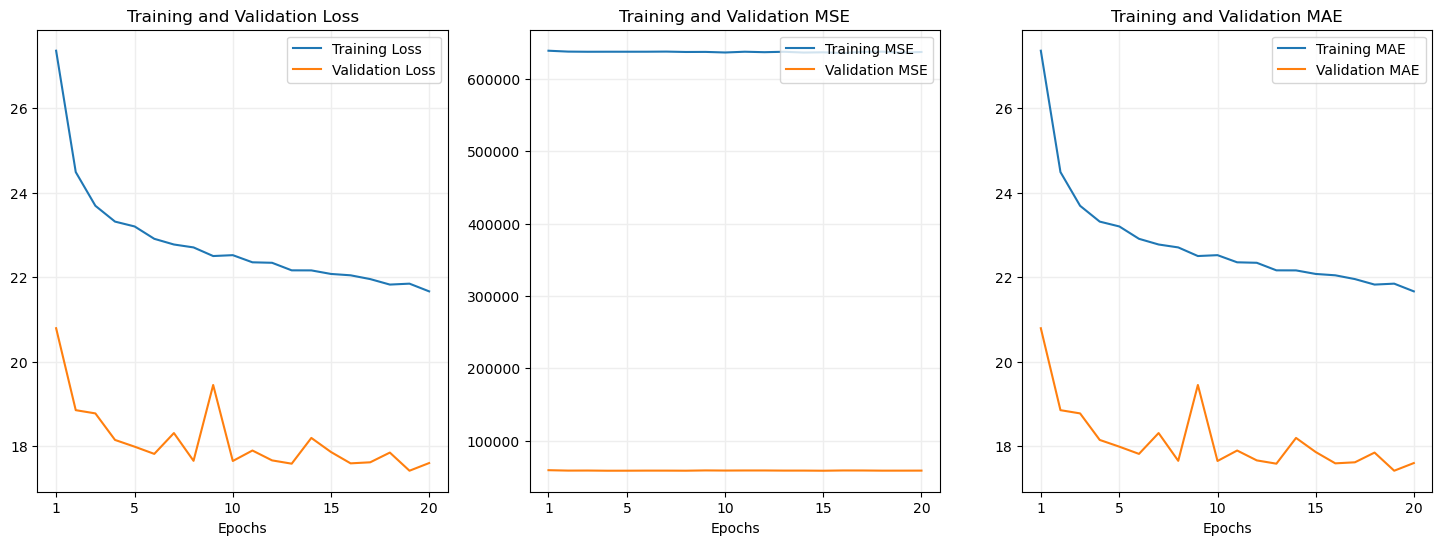 Training and Validation Loss
Training Loss
Validation Loss
26
24
22
20
18
1
5
10
15
20
Epochs
Training and Validation MSE
Training MSE
Validation MSE
600000
500000
400000
300000
200000
100000
1
5
10
15
20
Epochs
Training and Validation MAE
Training MAE
Validation MAE
26
24
22
20
18
1
5
10
15
20
Epochs